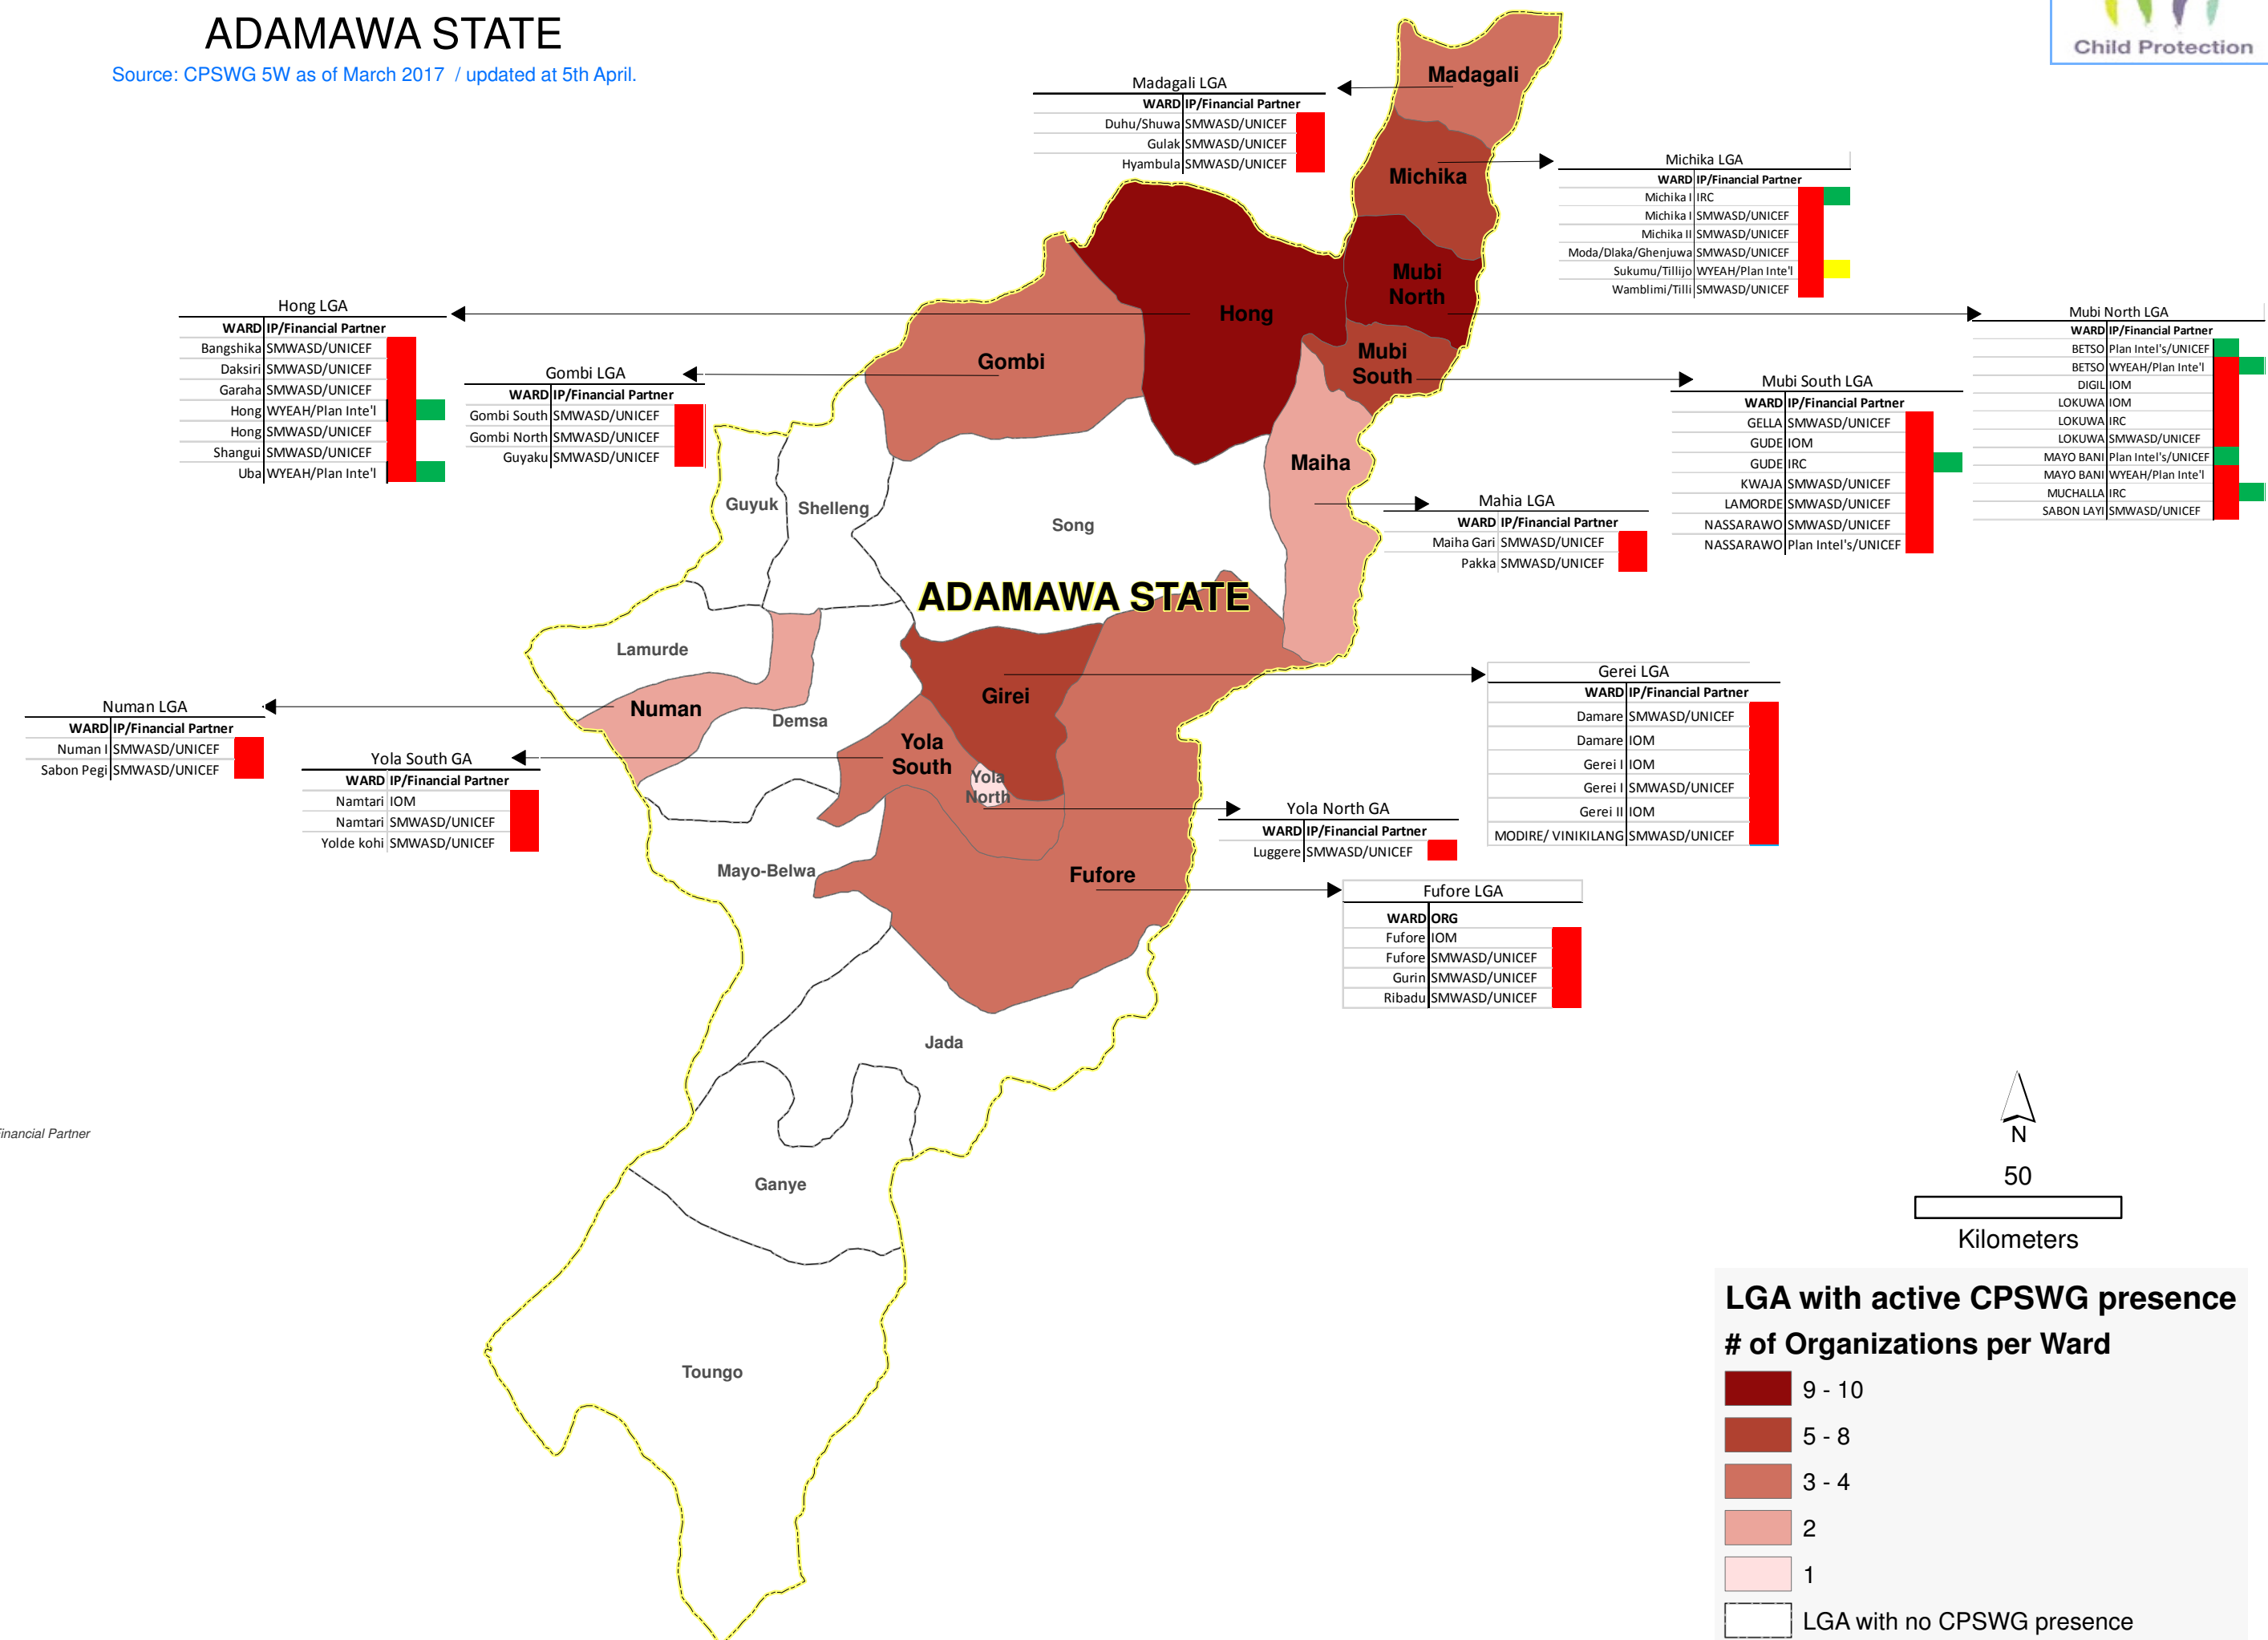 ADAMAWA STATE
Source: CPSWG 5W as of March 2017 / updated at 5th April.
Child Protection
Madagali LGA
WARD IP/Financial Partner
Duhu/Shuwa SMWASD/UNICEF
Gulak SMWASD/UNICEF
Hyambula SMWASD/UNICEF
Michika LGA
WARD IP/Financial Partner
Michika I IRC
Michika I SMWASD/UNICEF
Michika II SMWASD/UNICEF
Moda/Dlaka/Ghenjuwa SMWASD/UNICEF
Sukumu/Tillijo WYEAH/Plan Inte'l
Wamblimi/Tilli SMWASD/UNICEF
Hong LGA
WARD IP/Financial Partner
Bangshika SMWASD/UNICEF
Daksiri SMWASD/UNICEF
Garaha SMWASD/UNICEF
Hong WYEAH/Plan Inte'l
Hong SMWASD/UNICEF
Shangui SMWASD/UNICEF
Uba WYEAH/Plan Inte'l
Gombi LGA
WARD IP/Financial Partner
Gombi South SMWASD/UNICEF
Gombi North SMWASD/UNICEF
Guyaku SMWASD/UNICEF
Mubi North LGA
WARD IP/Financial Partner
BETSO Plan Intel's/UNICEF
BETSO WYEAH/Plan Inte'l
DIGIL IOM
LOKUWA IOM
LOKUWA IRC
LOKUWA SMWASD/UNICEF
MAYO BANI Plan Intel's/UNICEF
MAYO BANI WYEAH/Plan Inte'l
MUCHALLA IRC
SABON LAYI SMWASD/UNICEF
Mubi South LGA
WARD IP/Financial Partner
GELLA SMWASD/UNICEF
GUDE IOM
GUDE IRC
KWAJA SMWASD/UNICEF
LAMORDE SMWASD/UNICEF
NASSARAWO SMWASD/UNICEF
NASSARAWO Plan Intel's/UNICEF
Mahia LGA
WARD IP/Financial Partner
Maiha Gari SMWASD/UNICEF
Pakka SMWASD/UNICEF
Gerei LGA
WARD IP/Financial Partner
Damare SMWASD/UNICEF
Damare IOM
Gerei I IOM
Gerei I SMWASD/UNICEF
Gerei II IOM
MODIRE/ VINIKILANG SMWASD/UNICEF
Numan LGA
WARD IP/Financial Partner
Numan I SMWASD/UNICEF
Sabon Pegi SMWASD/UNICEF
Yola South GA
WARD IP/Financial Partner
Namtari IOM
Namtari SMWASD/UNICEF
Yolde kohi SMWASD/UNICEF
Yola North GA
WARD IP/Financial Partner
Luggere SMWASD/UNICEF
Fufore LGA
WARD ORG
Fufore IOM
Fufore SMWASD/UNICEF
Gurin SMWASD/UNICEF
Ribadu SMWASD/UNICEF
Madagali
Michika
Mubi
North
Hong
Mubi
South
Gombi
Maiha
Guyuk
Shelleng
Song
ADAMAWA STATE
Lamurde
Girei
Numan
Demsa
Yola
South
Yola
North
Mayo-Belwa
Fufore
Jada
Ganye
Toungo
Financial Partner
N
50
Kilometers
LGA with active CPSWG presence
# of Organizations per Ward
9 - 10
5 - 8
3 - 4
2
1
LGA with no CPSWG presence